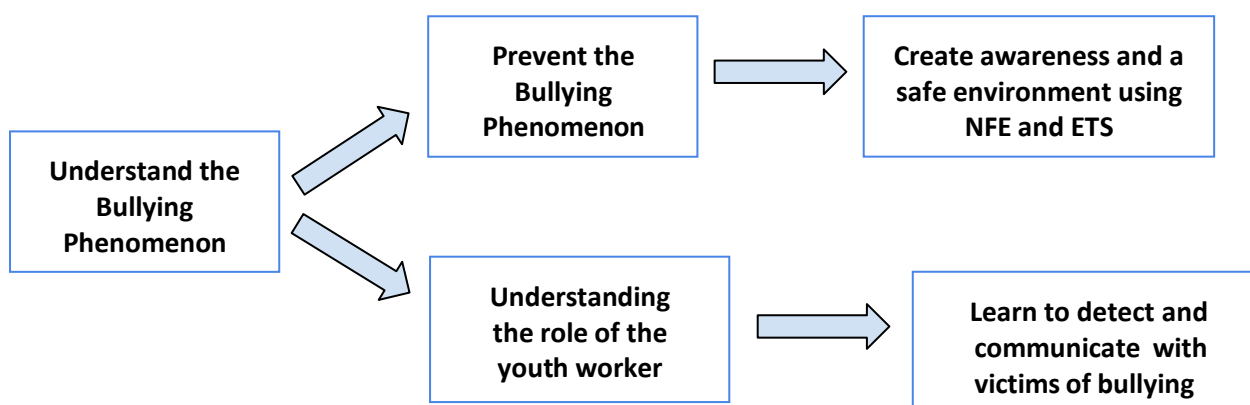 Understand the
Bullying
Phenomenon
Prevent the
Bullying
Phenomenon
Create awareness and a
safe environment using
NFE and ETS
Understanding
the role of the
youth worker
Learn to detect and
communicate  with
victims of bullying